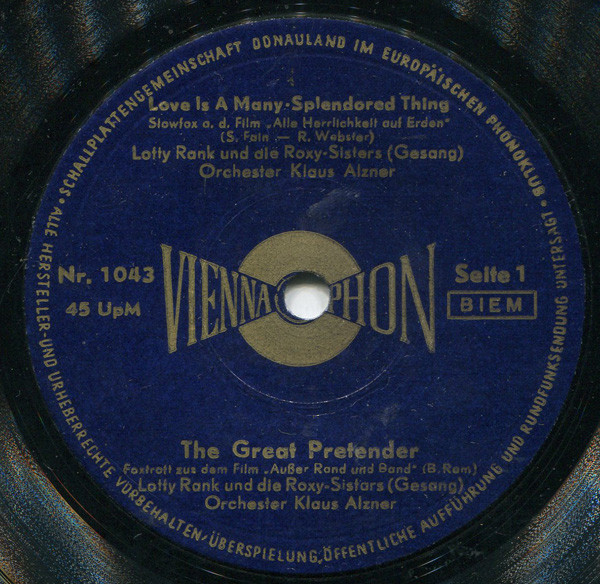 SCHALLPLATTENGEMEINSCHAFT DONAULAND IM EUROPÄISCHEN PHONOKLUB •
Love Is A Many-Splendored Thing
Slowfox a. d. Film „Alle Herrlichkeit auf Erden“
(S. Fain — R. Webster)
Lotty Rank und die Roxy-Sisters (Gesang)
Orchester Klaus Alzner
Nr. 1043
45 UpM
VIENNAPHON
Seite 1
BIEM
The Great Pretender
Foxtrott aus dem Film „Außer Rand und Band“ (B. Ram)
Lotty Rank und die Roxy-Sistars (Gesang)
Orchester Klaus Alzner
• ALLE HERSTELLER- UND URHEBERRECHTE VORBEHALTEN/ÜBERSPIELUNG, ÖFFENTLICHE AUFFÜHRUNG UND RUNDFUNKSENDUNG UNTERSAGT •